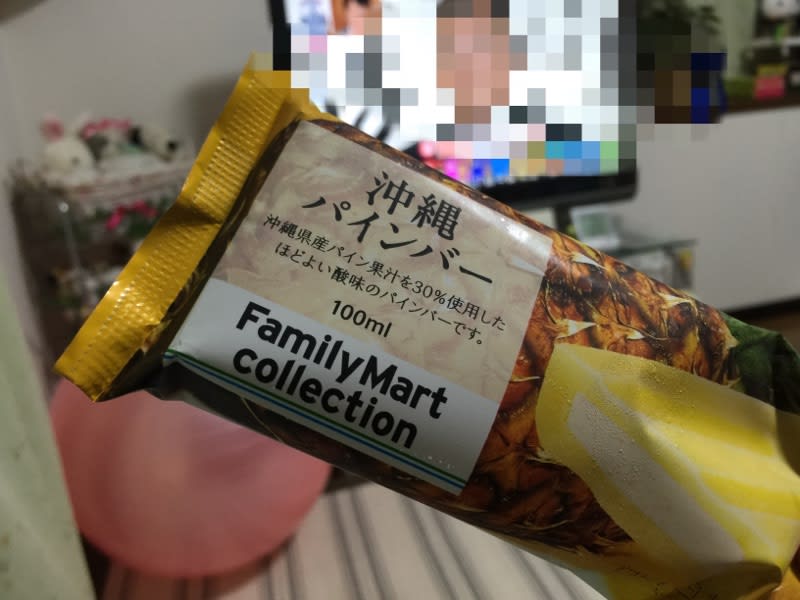 沖縄
パインバー
沖縄県産パイン果汁を30%使用した
ほどよい酸味のパインバーです。
100ml
FamilyMart
collection